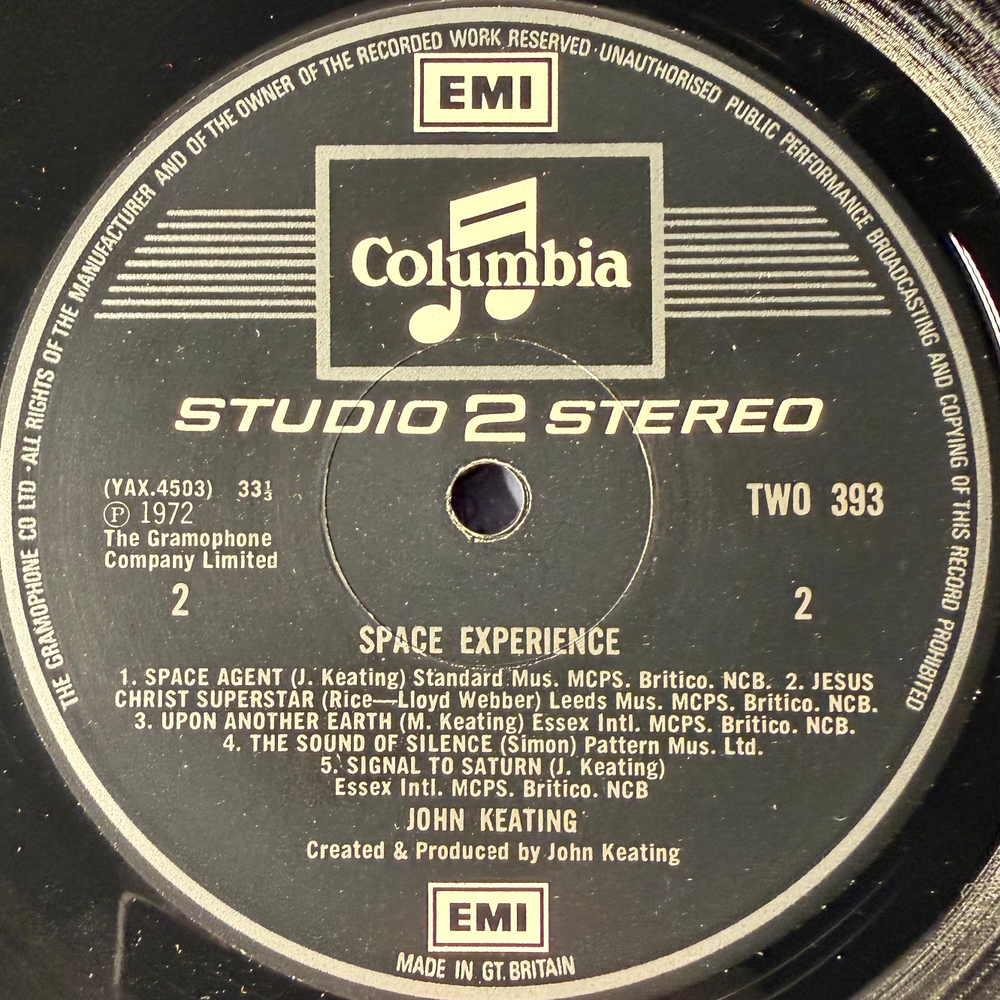 THE GRAMOPHONE CO LTD · ALL RIGHTS OF THE MANUFACTURER AND OF THE OWNER OF THE RECORDED WORK RESERVED · UNAUTHORISED PUBLIC PERFORMANCE BROADCASTING AND COPYING OF THIS RECORD PROHIBITED
EMI
Columbia
STUDIO 2 STEREO
(YAX.4503) 33⅓
Ⓟ 1972
The Gramophone
Company Limited
2
TWO 393
2
SPACE EXPERIENCE
1. SPACE AGENT (J. Keating) Standard Mus. MCPS. Britico. NCB. 2. JESUS
CHRIST SUPERSTAR (Rice—Lloyd Webber) Leeds Mus. MCPS. Britico. NCB.
3. UPON ANOTHER EARTH (M. Keating) Essex Intl. MCPS. Britico. NCB.
4. THE SOUND OF SILENCE (Simon) Pattern Mus. Ltd.
5. SIGNAL TO SATURN (J. Keating)
Essex Intl. MCPS. Britico. NCB
JOHN KEATING
Created & Produced by John Keating
EMI
MADE IN GT. BRITAIN